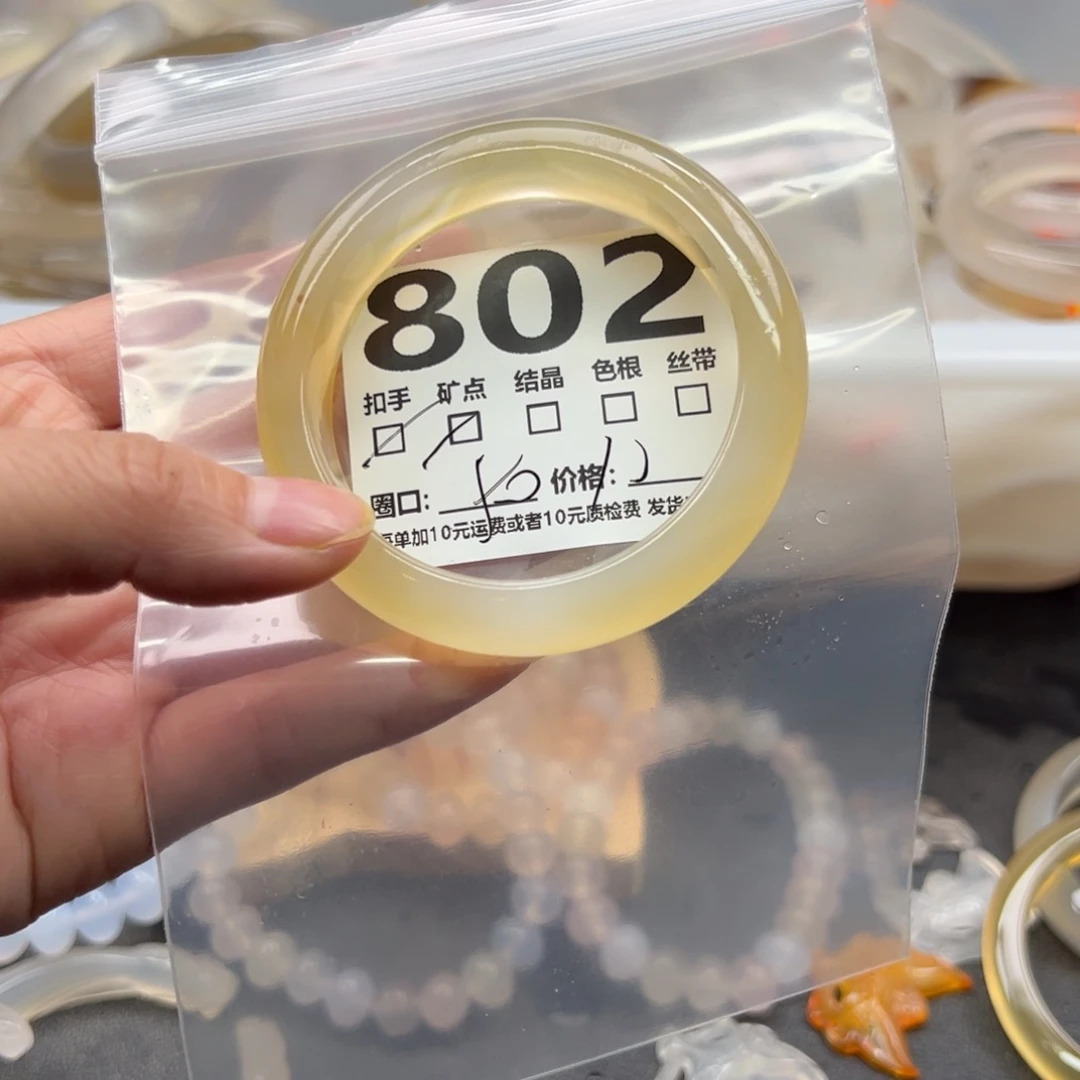 802
扣手 矿点 结晶 色根 丝带
圈口: 价格:
单加10元运费或者10元质检费 发货